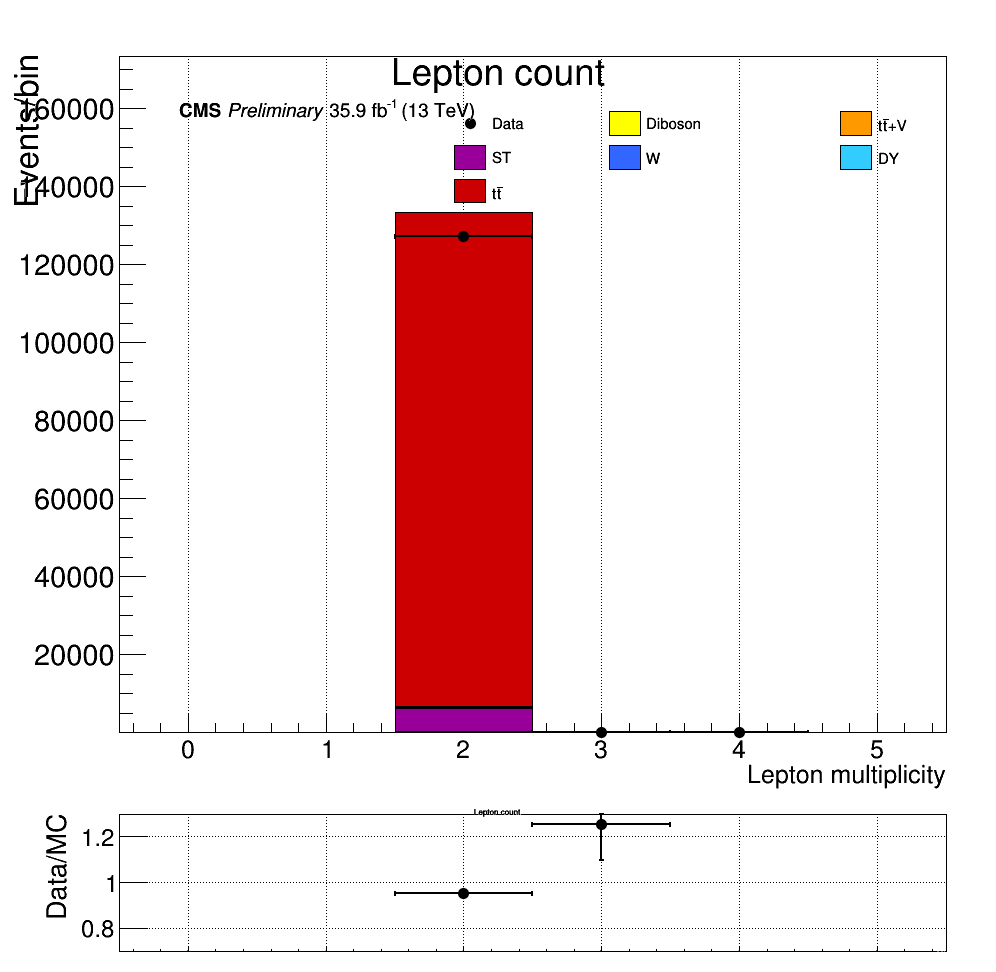 Lepton count
Events/bin
CMS Preliminary 35.9 fb⁻¹ (13 TeV)
Data
Diboson
tt̄+V
ST
W
DY
tt̄
160000
140000
120000
100000
80000
60000
40000
20000
0 1 2 3 4 5
Lepton multiplicity
Lepton count
Data/MC
1.2
1
0.8